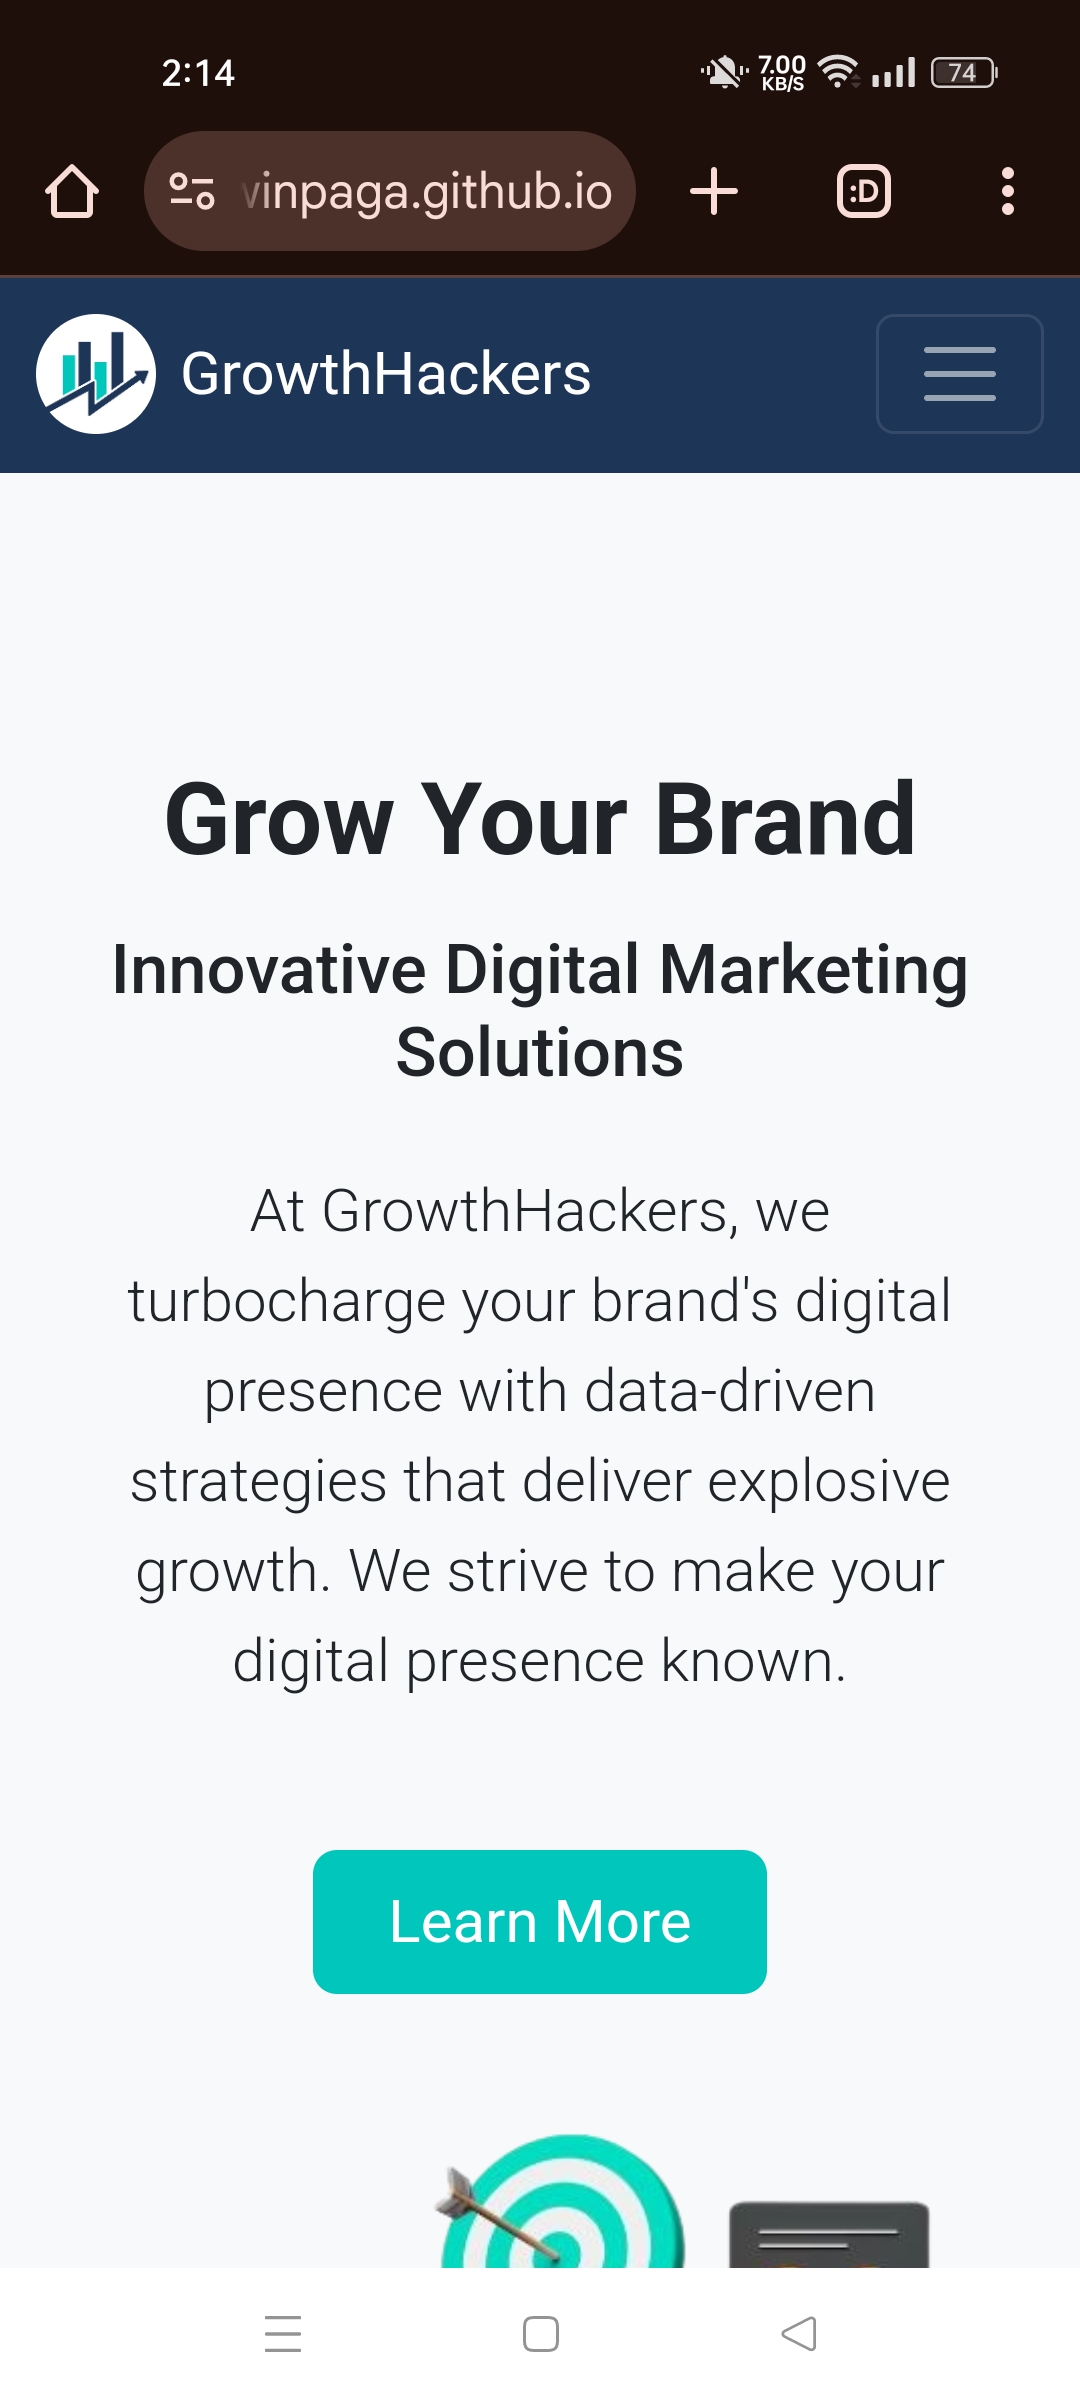 2:14
7.00
KB/S
74
vinpaga.github.io
:D
GrowthHackers
Grow Your Brand
Innovative Digital Marketing
Solutions
At GrowthHackers, we
turbocharge your brand's digital
presence with data-driven
strategies that deliver explosive
growth. We strive to make your
digital presence known.
Learn More